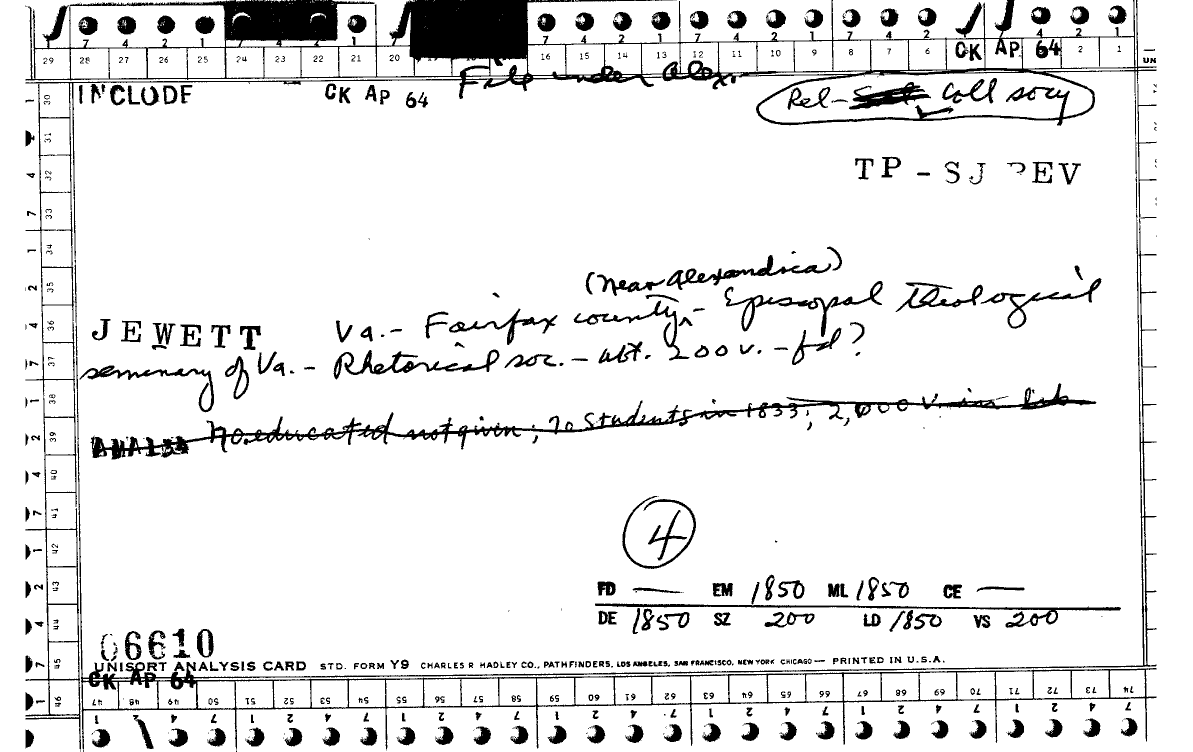 7 4 2 1 7 4 2 1 7 7 4 2 1 7 4 2 1 7 4 2 7 4 2 1
29 28 27 26 25 24 23 22 21 20 16 15 14 13 12 11 10 9 8 7 6 CK AP 64 2 1 UN
File under Alex.
INCLUDE CK AP 64
Rel- Coll socy
TP - SJ REV
(near Alexandria)
JEWETT Va. - Fairfax county, - Episcopal theological
seminary of Va. - Rhetorical soc. - abt. 200 v. - fd?
No. educated not given; 70 students in 1833; 2,000 v. in lib.
4
FD — EM 1850 ML 1850 CE —
DE 1850 SZ 200 LD 1850 VS 200
06610
UNISORT ANALYSIS CARD STD. FORM Y9 CHARLES R HADLEY CO., PATHFINDERS, LOS ANGELES, SAN FRANCISCO, NEW YORK CHICAGO — PRINTED IN U.S.A.
CK AP 64
47 48 49 50 51 52 53 54 55 56 57 58 59 60 61 62 63 64 65 66 67 68 69 70 71 72 73 74
1 2 4 7 1 2 4 7 1 2 4 7 1 2 4 7 1 2 4 7 1 2 4 7 1 2 4 7
30
31
32
33
34
35
36
37
38
39
40
41
42
43
44
45
46